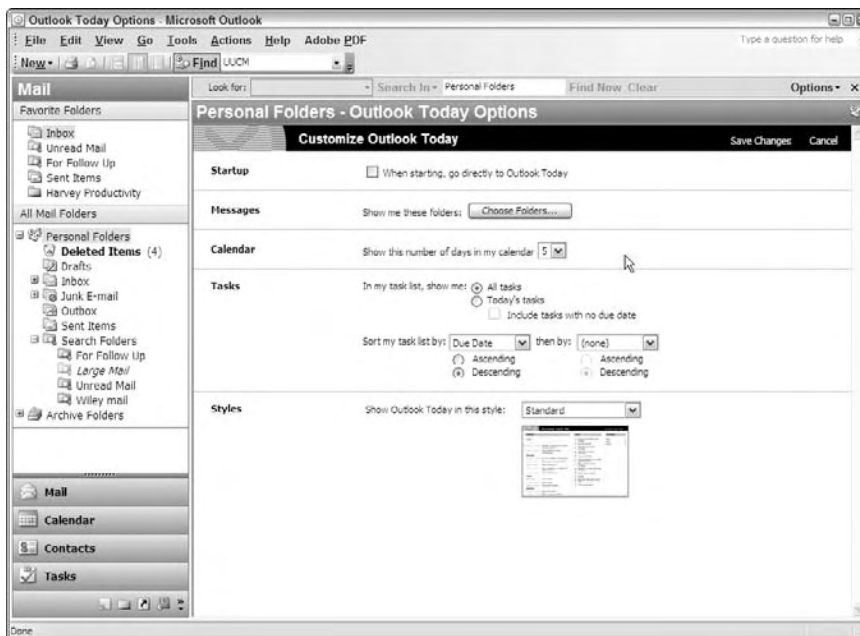 Outlook Today Options - Microsoft Outlook
File Edit View Go Tools Actions Help Adobe PDF
Type a question for help
New Find UUCM
Mail
Look for: Search In Personal Folders Find Now Clear Options
Favorite Folders
Inbox
Unread Mail
For Follow Up
Sent Items
Harvey Productivity
All Mail Folders
Personal Folders
Deleted Items (4)
Drafts
Inbox
Junk E-mail
Outbox
Sent Items
Search Folders
For Follow Up
Large Mail
Unread Mail
Wiley mail
Archive Folders
Mail
Calendar
Contacts
Tasks
Personal Folders - Outlook Today Options
Customize Outlook Today Save Changes Cancel
Startup When starting, go directly to Outlook Today
Messages Show me these folders: Choose Folders...
Calendar Show this number of days in my calendar 5
Tasks In my task list, show me: All tasks
Today's tasks
Include tasks with no due date
Sort my task list by: Due Date then by: (none)
Ascending Ascending
Descending Descending
Styles Show Outlook Today in this style: Standard
Done